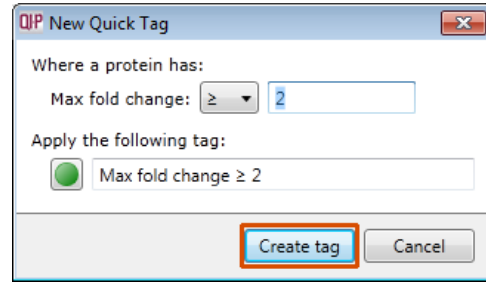 QIP New Quick Tag
Where a protein has:
Max fold change: ≥ 2
Apply the following tag:
Max fold change ≥ 2
Create tag Cancel